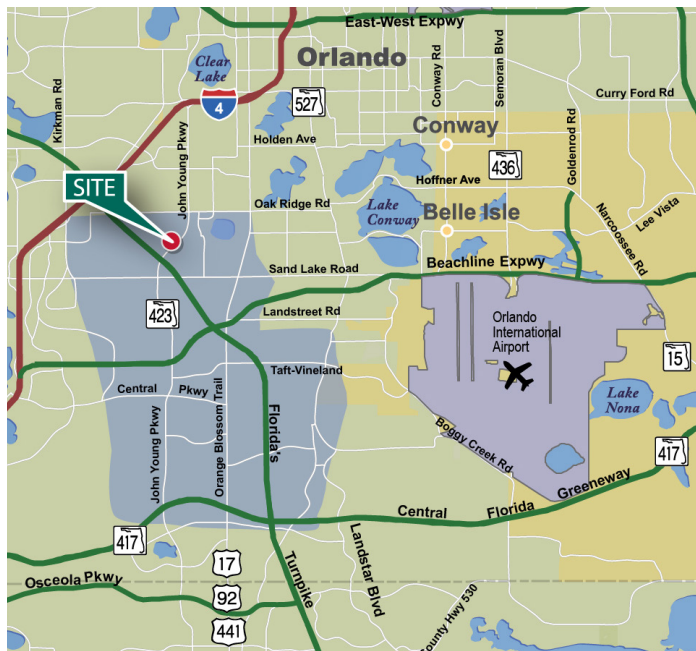 East-West Expwy
Orlando
Clear
Lake
Kirkman Rd
4
527
Conway Rd
Semoran Blvd
Curry Ford Rd
John Young Pkwy
Holden Ave
Conway
436
Goldenrod Rd
Hoffner Ave
SITE
Oak Ridge Rd
Lake
Conway
Belle Isle
Narcoossee Rd
Lee Vista
Sand Lake Road
Beachline Expwy
423
Landstreet Rd
Orlando
International
Airport
15
Taft-Vineland
Central Pkwy
Lake
Nona
John Young Pkwy
Orange Blossom Trail
Florida's
Boggy Creek Rd
417
Central Florida Greeneway
417
17
Landstar Blvd
Osceola Pkwy
92
Turnpike
441
County Hwy 530